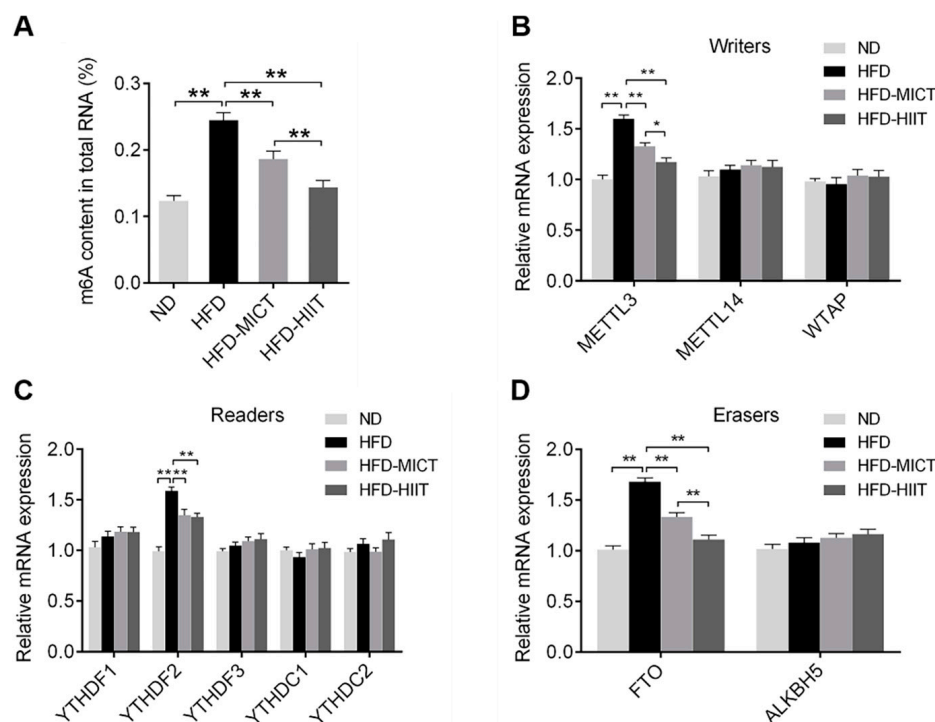 A
m6A content in total RNA (%)
0.3
0.2
0.1
0.0
**
**
**
**
ND
HFD
HFD-MICT
HFD-HIIT
B
Writers
ND
HFD
HFD-MICT
HFD-HIIT
Relative mRNA expression
2.0
1.5
1.0
0.5
0.0
**
** **
*
METTL3
METTL14
WTAP
C
Readers
ND
HFD
HFD-MICT
HFD-HIIT
Relative mRNA expression
2.0
1.5
1.0
0.5
0.0
**
** **
YTHDF1
YTHDF2
YTHDF3
YTHDC1
YTHDC2
D
Erasers
ND
HFD
HFD-MICT
HFD-HIIT
Relative mRNA expression
2.0
1.5
1.0
0.5
0.0
**
** **
**
FTO
ALKBH5